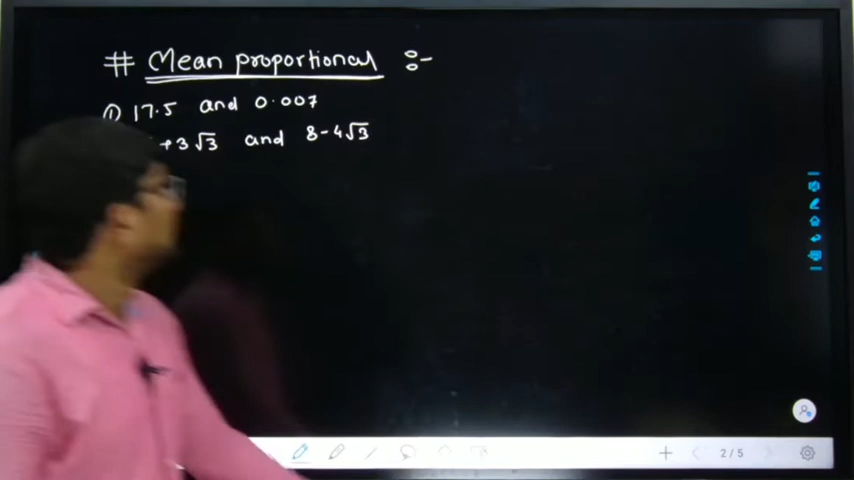 # Mean proportional :-
① 17.5 and 0.007
+3√3 and 8-4√3
2/5